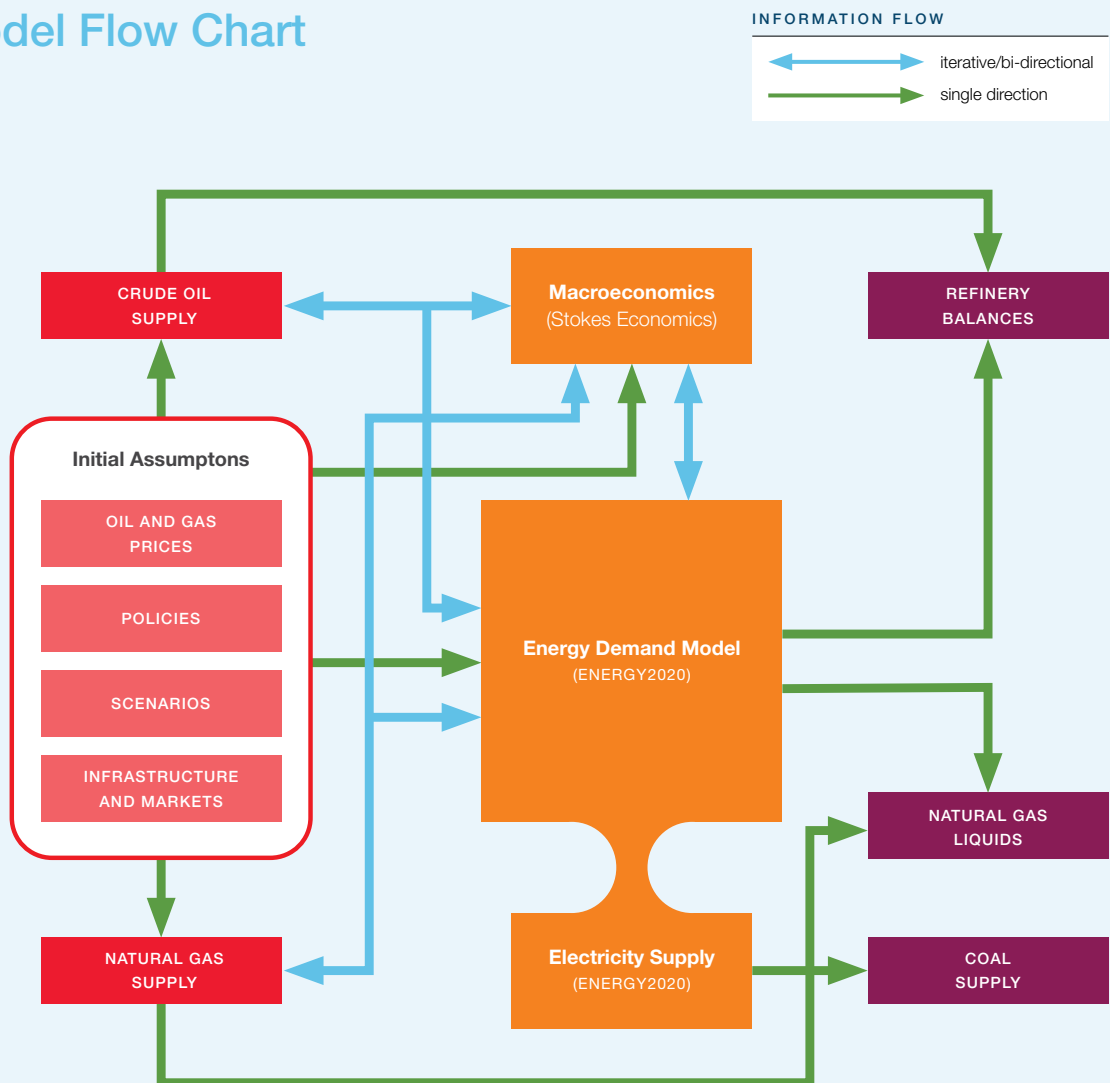 del Flow Chart
INFORMATION FLOW
iterative/bi-directional
single direction
CRUDE OIL
SUPPLY
Macroeconomics
(Stokes Economics)
REFINERY
BALANCES
Initial Assumptons
OIL AND GAS
PRICES
POLICIES
SCENARIOS
INFRASTRUCTURE
AND MARKETS
Energy Demand Model
(ENERGY2020)
NATURAL GAS
LIQUIDS
NATURAL GAS
SUPPLY
Electricity Supply
(ENERGY2020)
COAL
SUPPLY